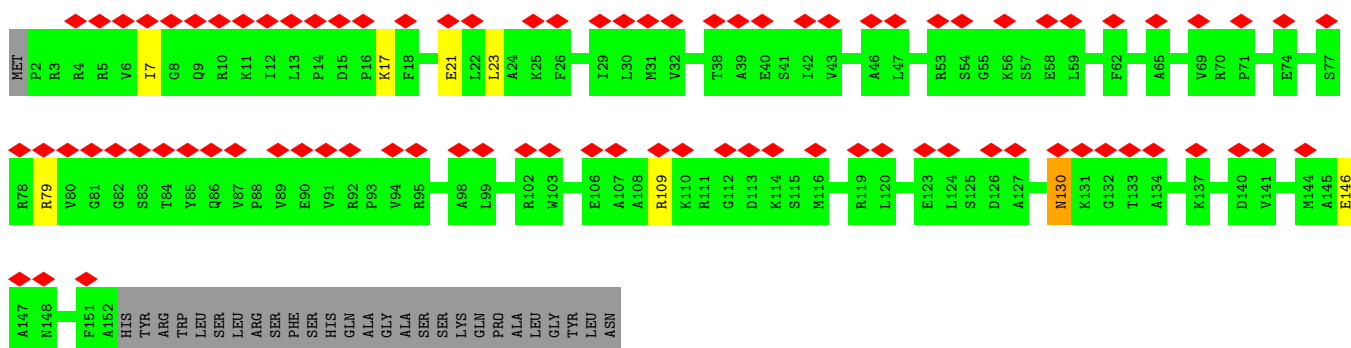 MET P2 R3 R4 R5 V6 I7 G8 Q9 R10 K11 I12 L13 P14 D15 P16 K17 F18 E21 L22 L23 A24 K25 F26 I29 L30 M31 V32 T38 A39 E40 S41 I42 V43 A46 L47 R53 S54 G55 K56 S57 E58 L59 F62 A65 V69 R70 P71 E74 S77
R78 R79 V80 G81 G82 S83 T84 Y85 Q86 V87 P88 V89 E90 V91 R92 P93 V94 R95 A98 L99 R102 W103 E106 A107 A108 R109 K110 R111 G112 D113 K114 S115 M116 R119 L120 E123 L124 S125 D126 A127 N130 K131 G132 T133 A134 K137 D140 V141 M144 A145 E146
A147 N148 F151 A152 HIS TYR ARG TRP LEU SER LEU ARG SER PHE SER HIS GLN ALA GLY ALA SER SER LYS GLN PRO ALA LEU GLY TYR LEU ASN